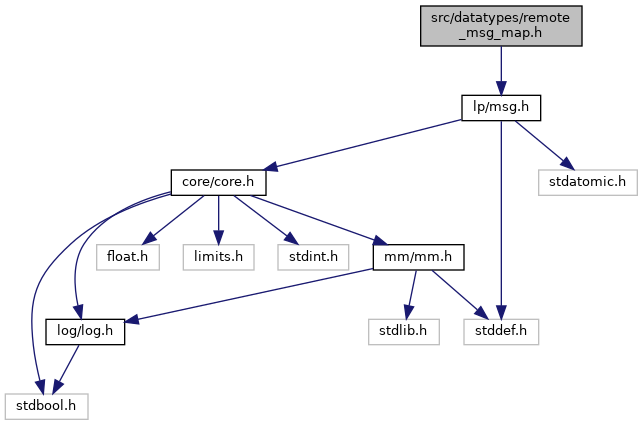 src/datatypes/remote
_msg_map.h
lp/msg.h
core/core.h
stdatomic.h
float.h
limits.h
stdint.h
mm/mm.h
log/log.h
stdlib.h
stddef.h
stdbool.h